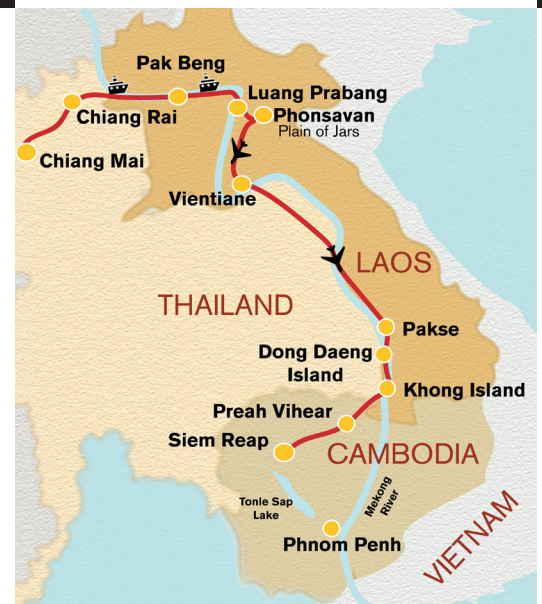 Pak Beng
Luang Prabang
Chiang Rai
Phonsavan
Plain of Jars
Chiang Mai
Vientiane
LAOS
THAILAND
Pakse
Dong Daeng
Island
Khong Island
Preah Vihear
Siem Reap
CAMBODIA
Tonle Sap
Lake
Mekong
River
Phnom Penh
VIETNAM